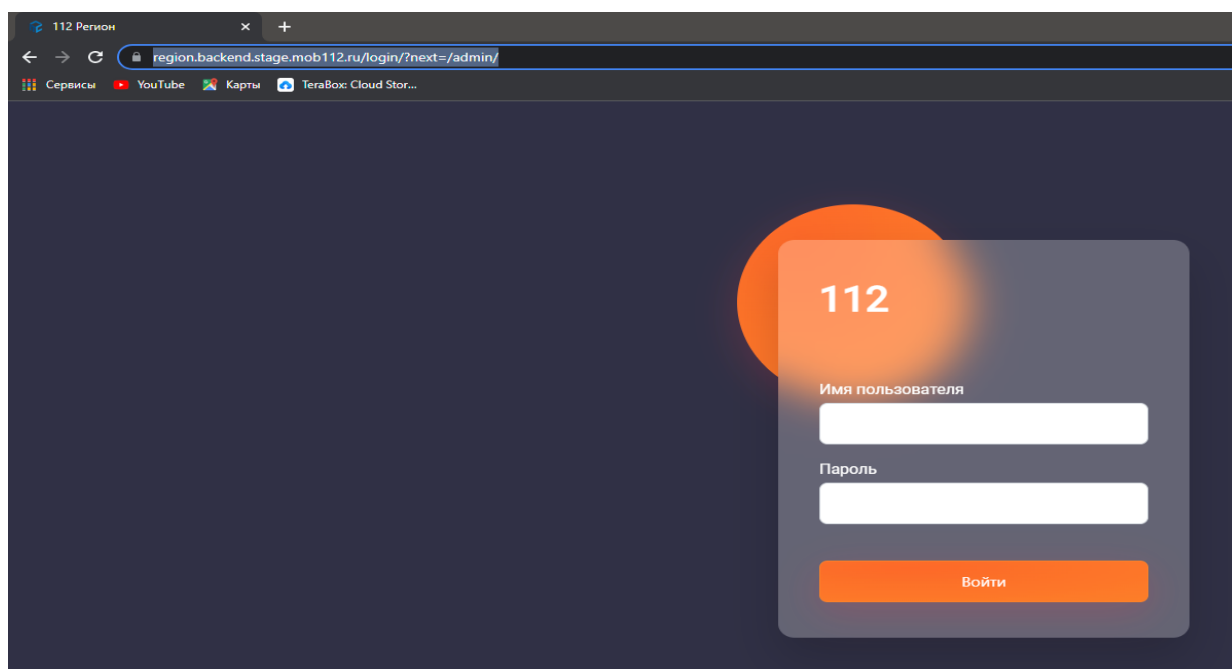 112 Регион
region.backend.stage.mob112.ru/login/?next=/admin/
Сервисы YouTube Карты TeraBox: Cloud Stor...
112
Имя пользователя
Пароль
Войти